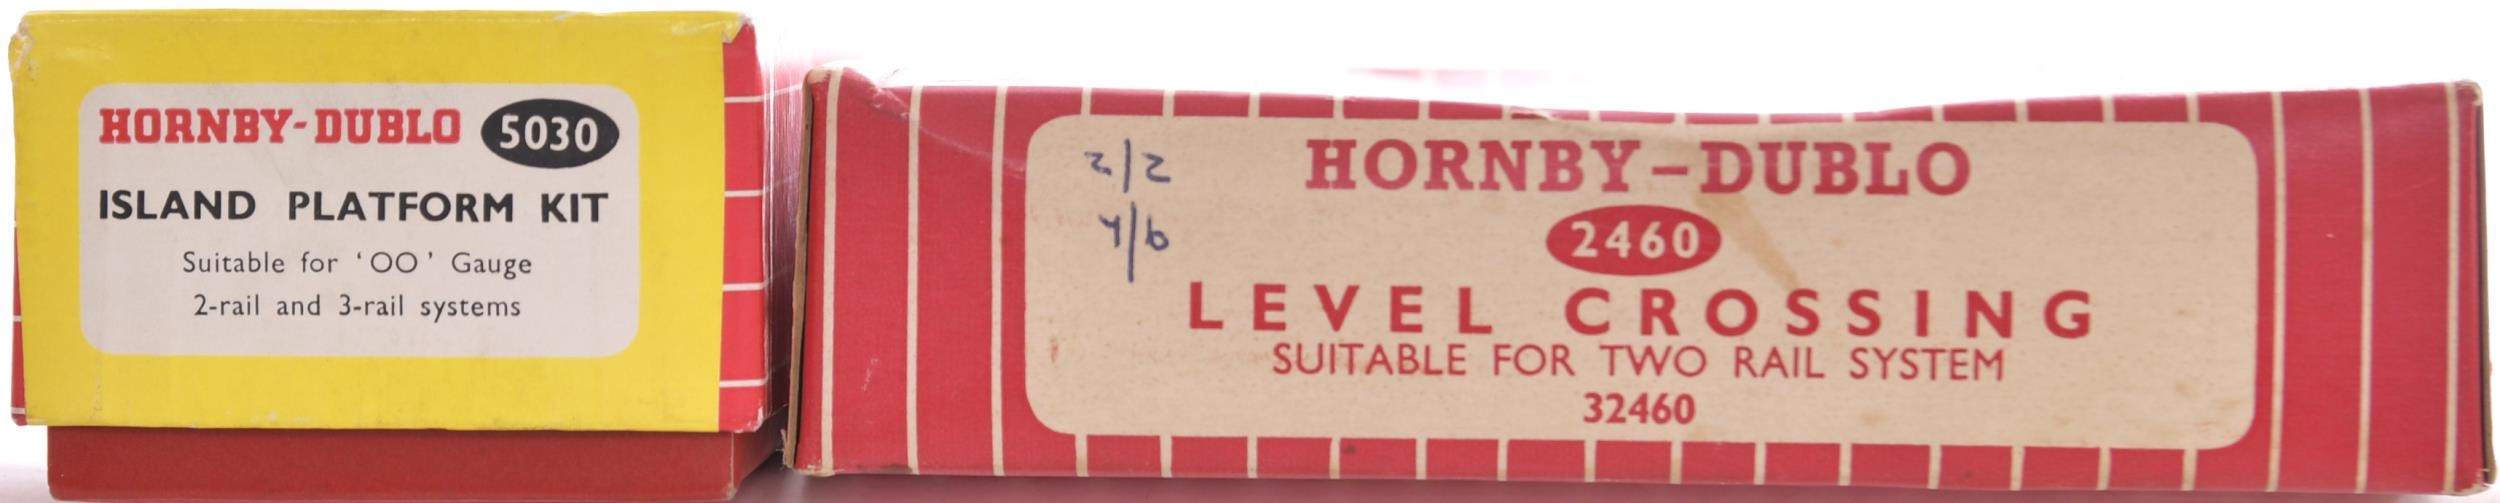 HORNBY-DUBLO 5030
ISLAND PLATFORM KIT
Suitable for 'OO' Gauge
2-rail and 3-rail systems
2/2
4/6
HORNBY-DUBLO
2460
LEVEL CROSSING
SUITABLE FOR TWO RAIL SYSTEM
32460